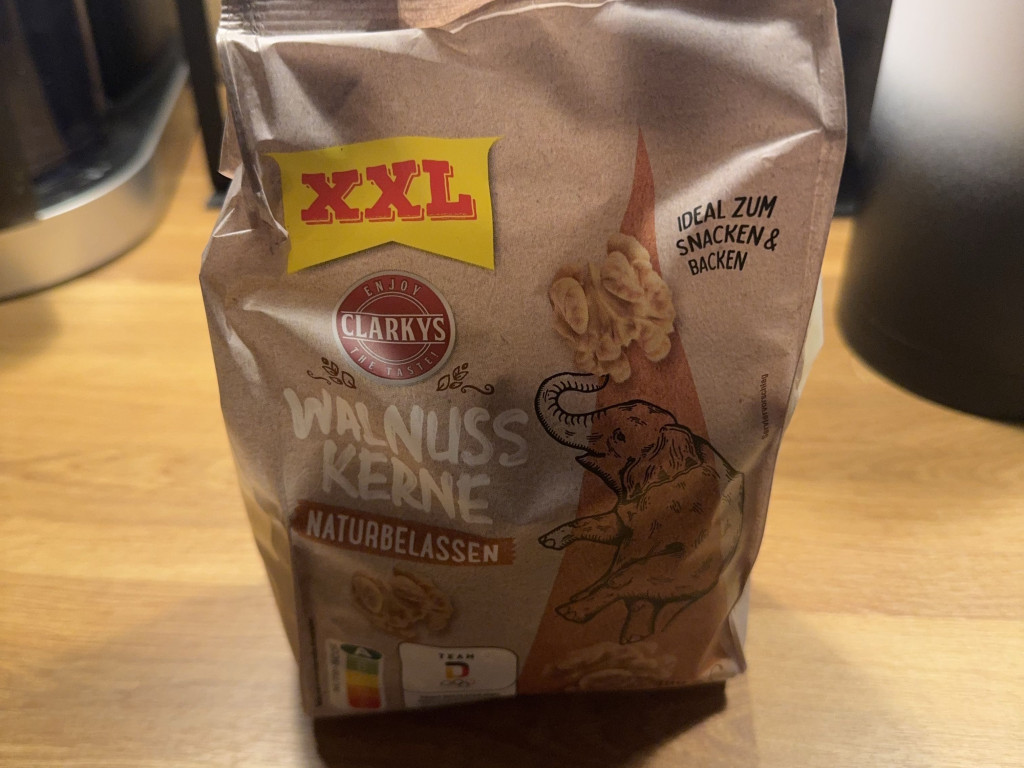 XXL
IDEAL ZUM
SNACKEN &
BACKEN
ENJOY
CLARKYS
THE TASTE!
WALNUSS
KERNE
NATURBELASSEN
A
TEAM
D